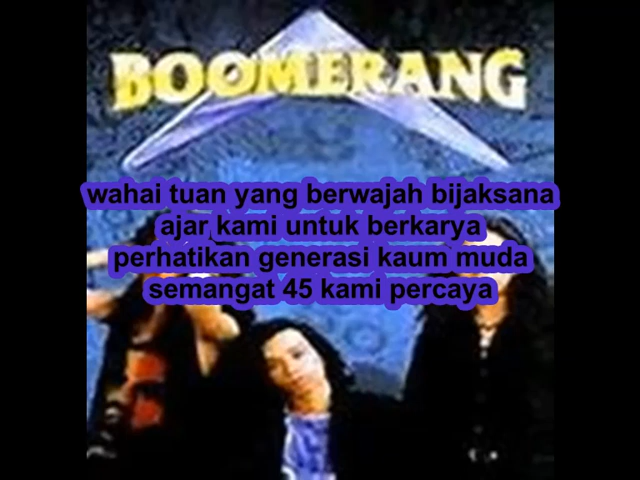 BOOMERANG
wahai tuan yang berwajah bijaksana
ajar kami untuk berkarya
perhatikan generasi kaum muda
semangat 45 kami percaya